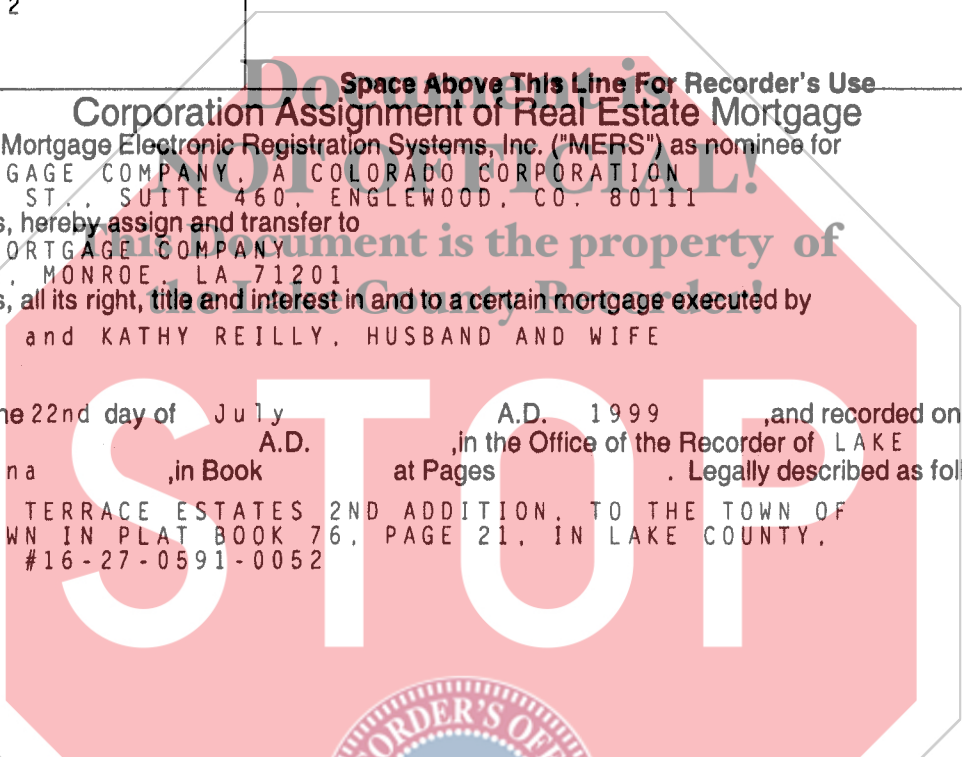 2
Space Above This Line For Recorder's Use
Corporation Assignment of Real Estate Mortgage
Mortgage Electronic Registration Systems, Inc. ("MERS") as nominee for
GAGE COMPANY, A COLORADO CORPORATION
ST., SUITE 460, ENGLEWOOD, CO. 80111
s, hereby assign and transfer to
ORTGAGE COMPANY
, MONROE, LA 71201
s, all its right, title and interest in and to a certain mortgage executed by
and KATHY REILLY, HUSBAND AND WIFE
he 22nd day of July A.D. 1999 ,and recorded on
A.D. ,in the Office of the Recorder of LAKE
na ,in Book at Pages . Legally described as fol
TERRACE ESTATES 2ND ADDITION, TO THE TOWN OF
WN IN PLAT BOOK 76, PAGE 21, IN LAKE COUNTY,
#16-27-0591-0052
Document is
NOT OFFICIAL!
This Document is the property of
the Lake County Recorder!
STOP
ORDER'S OFF